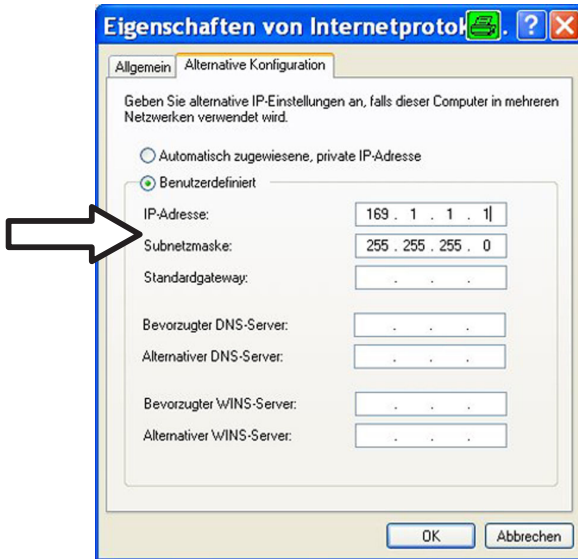 Eigenschaften von Internetprotok
Allgemein
Alternative Konfiguration
Geben Sie alternative IP-Einstellungen an, falls dieser Computer in mehreren
Netzwerken verwendet wird.
Automatisch zugewiesene, private IP-Adresse
Benutzerdefiniert
IP-Adresse: 169 . 1 . 1 . 1
Subnetzmaske: 255 . 255 . 255 . 0
Standardgateway: . . .
Bevorzugter DNS-Server: . . .
Alternativer DNS-Server: . . .
Bevorzugter WINS-Server: . . .
Alternativer WINS-Server: . . .
OK Abbrechen